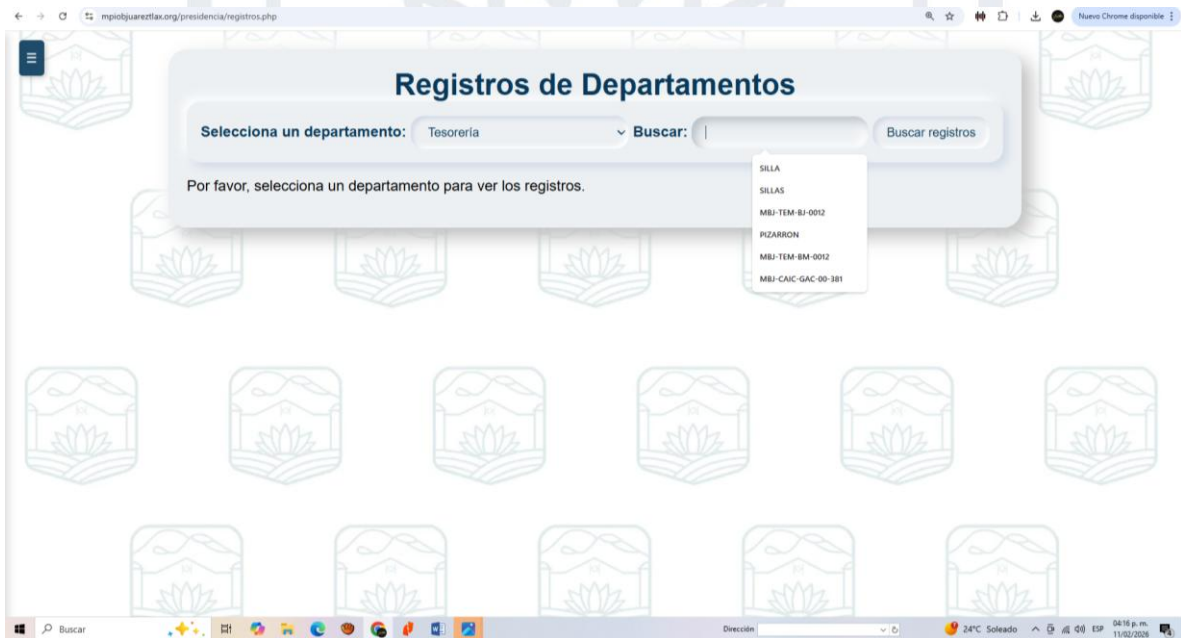 mpiobjuareztlax.org/presidencia/registros.php
Nuevo Chrome disponible
Registros de Departamentos
Selecciona un departamento: Tesorería Buscar: Buscar registros
SILLA
SILLAS
MBJ-TEM-BJ-0012
PIZARRON
MBJ-TEM-BM-0012
MBJ-CAIC-GAC-00-381
Por favor, selecciona un departamento para ver los registros.
Buscar
Dirección
24°C Soleado
ESP
04:16 p. m.
11/02/2026